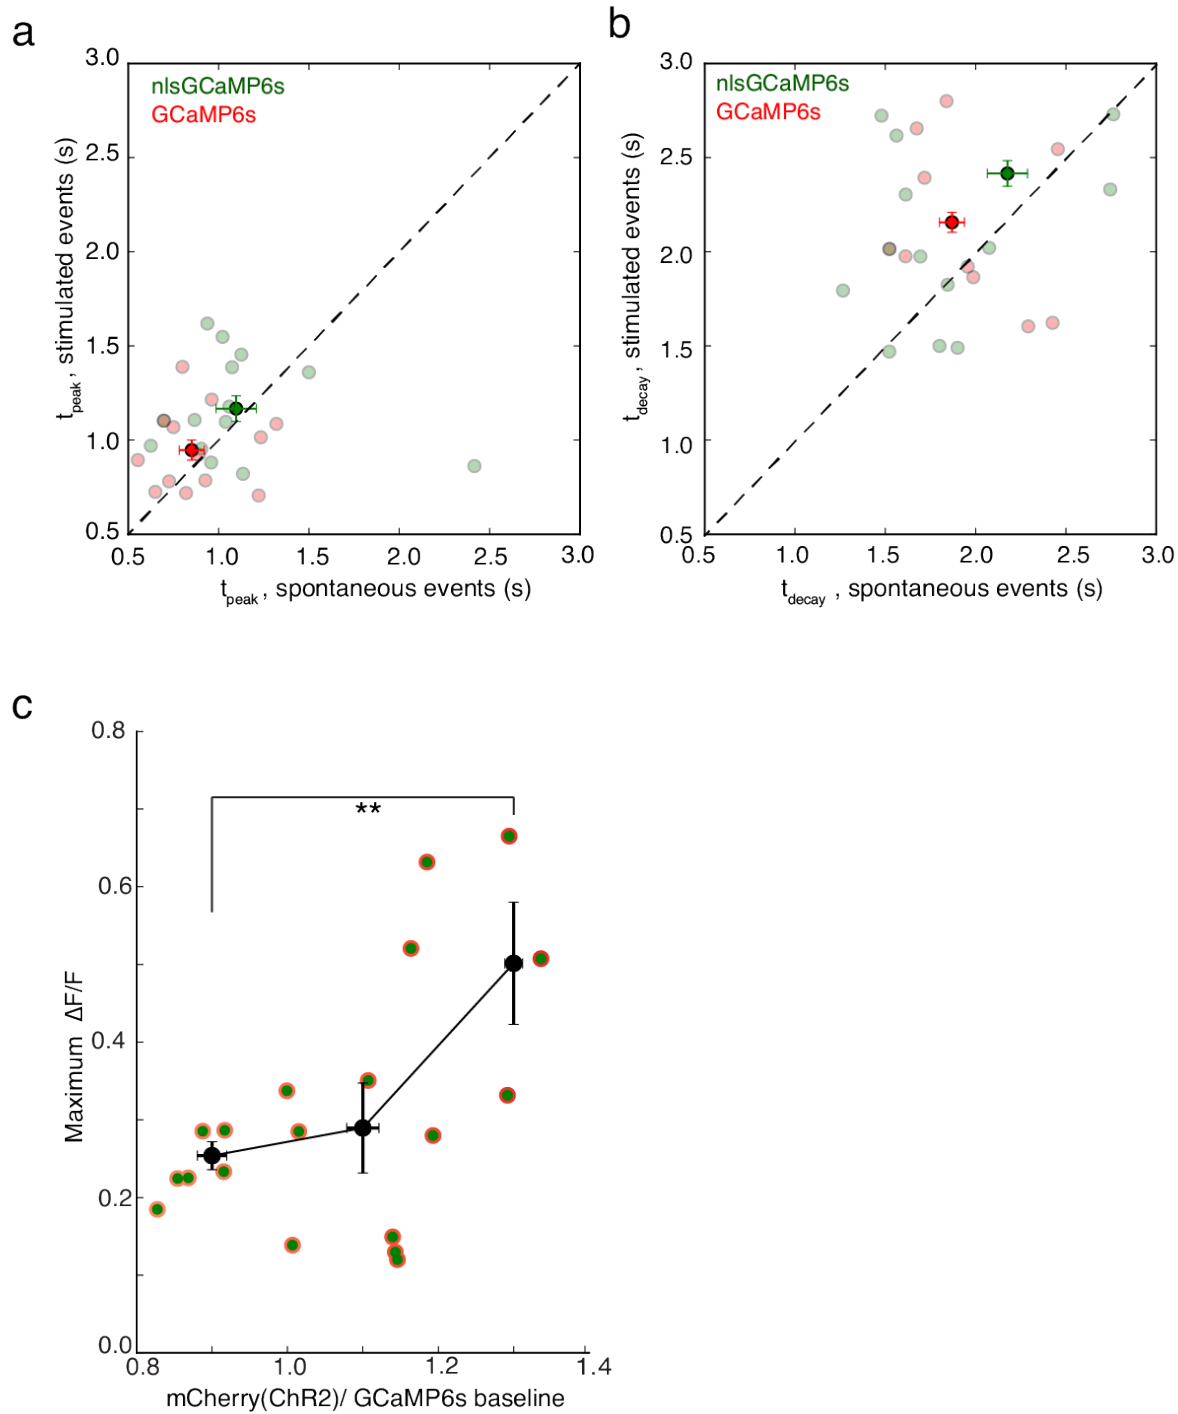 a
3.0
nlsGCaMP6s
GCaMP6s
2.5
2.0
1.5
1.0
0.5
t_peak, stimulated events (s)
0.5 1.0 1.5 2.0 2.5 3.0
t_peak, spontaneous events (s)
b
3.0
nlsGCaMP6s
GCaMP6s
2.5
2.0
1.5
1.0
0.5
t_decay, stimulated events (s)
0.5 1.0 1.5 2.0 2.5 3.0
t_decay, spontaneous events (s)
c
0.8
**
0.6
0.4
0.2
0.0
Maximum ΔF/F
0.8 1.0 1.2 1.4
mCherry(ChR2)/ GCaMP6s baseline